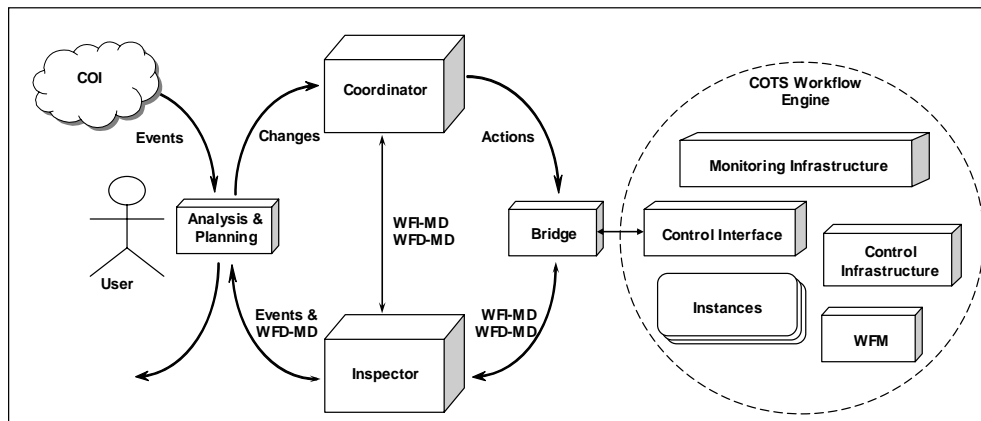 COI
Events
User
Analysis &
Planning
Changes
Coordinator
WFI-MD
WFD-MD
Events &
WFD-MD
Inspector
Actions
Bridge
WFI-MD
WFD-MD
COTS Workflow
Engine
Monitoring Infrastructure
Control Interface
Control
Infrastructure
Instances
WFM